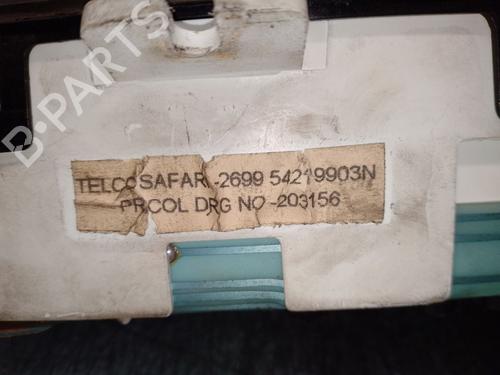 D-PARTS
TELCO SAFARI -2699 54219903N
PRCOL DRG NO -203156